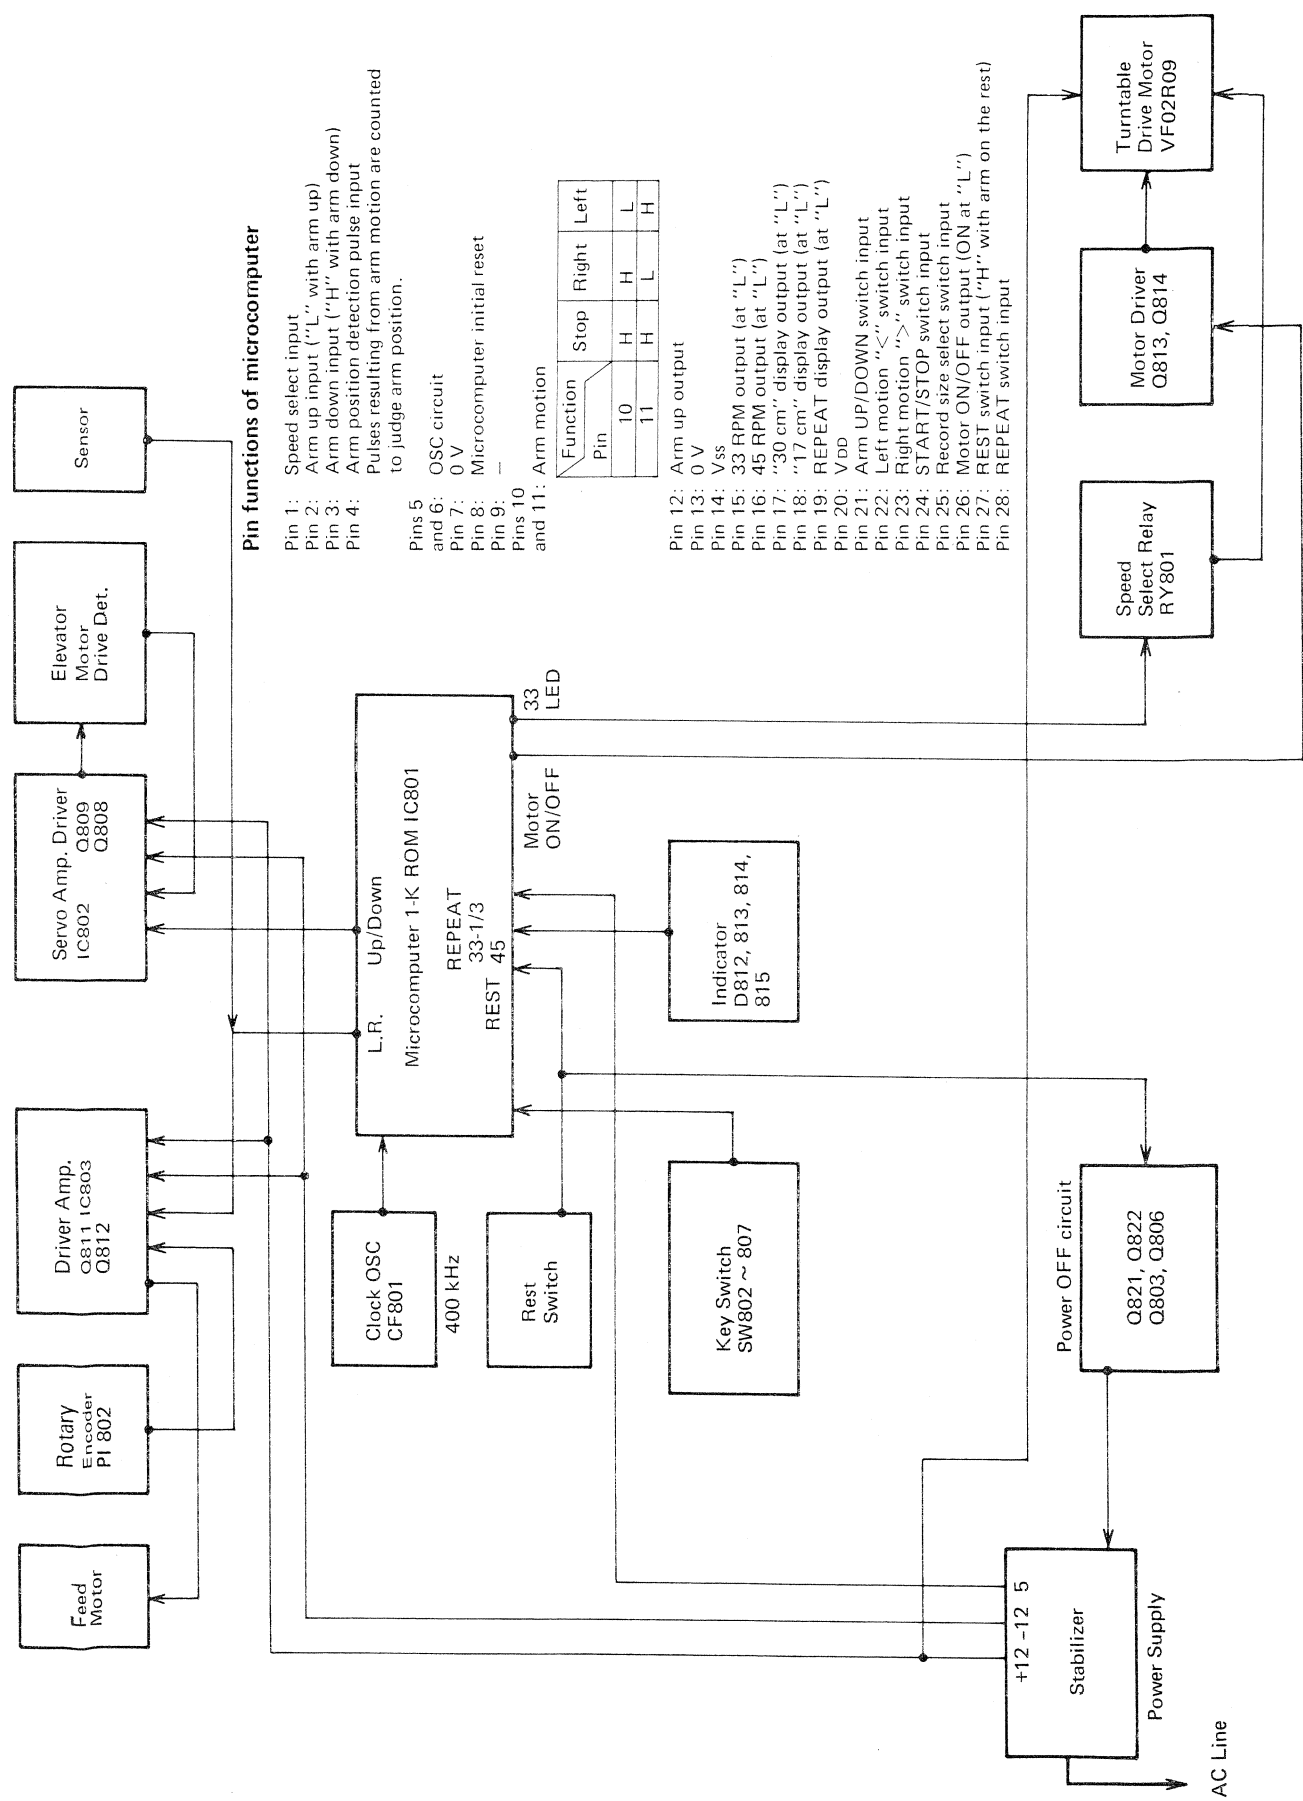 Feed
Motor
Rotary
Encoder
PI 802
Driver Amp.
Q811 IC803
Q812
Servo Amp. Driver
IC802 Q809
Q808
Elevator
Motor
Drive Det.
Sensor
Clock OSC
CF801
400 kHz
Rest
Switch
Key Switch
SW802 ~ 807
L.R. Up/Down
Microcomputer 1-K ROM IC801
REPEAT
33-1/3
REST 45
Motor
ON/OFF
33
LED
Indicator
D812, 813, 814,
815
Pin functions of microcomputer
Pin 1: Speed select input
Pin 2: Arm up input ("L" with arm up)
Pin 3: Arm down input ("H" with arm down)
Pin 4: Arm position detection pulse input
Pulses resulting from arm motion are counted
to judge arm position.
Pins 5
and 6: OSC circuit
Pin 7: 0 V
Pin 8: Microcomputer initial reset
Pin 9: —
Pins 10
and 11: Arm motion
Function Stop Right Left
Pin
10 H H L
11 H L H
Pin 12: Arm up output
Pin 13: 0 V
Pin 14: Vss
Pin 15: 33 RPM output (at "L")
Pin 16: 45 RPM output (at "L")
Pin 17: "30 cm" display output (at "L")
Pin 18: "17 cm" display output (at "L")
Pin 19: REPEAT display output (at "L")
Pin 20: VDD
Pin 21: Arm UP/DOWN switch input
Pin 22: Left motion "<" switch input
Pin 23: Right motion ">" switch input
Pin 24: START/STOP switch input
Pin 25: Record size select switch input
Pin 26: Motor ON/OFF output (ON at "L")
Pin 27: REST switch input ("H" with arm on the rest)
Pin 28: REPEAT switch input
+12 -12 5
Stabilizer
Power Supply
AC Line
Power OFF circuit
Q821, Q822
Q803, Q806
Speed
Select Relay
RY801
Motor Driver
Q813, Q814
Turntable
Drive Motor
VF02R09